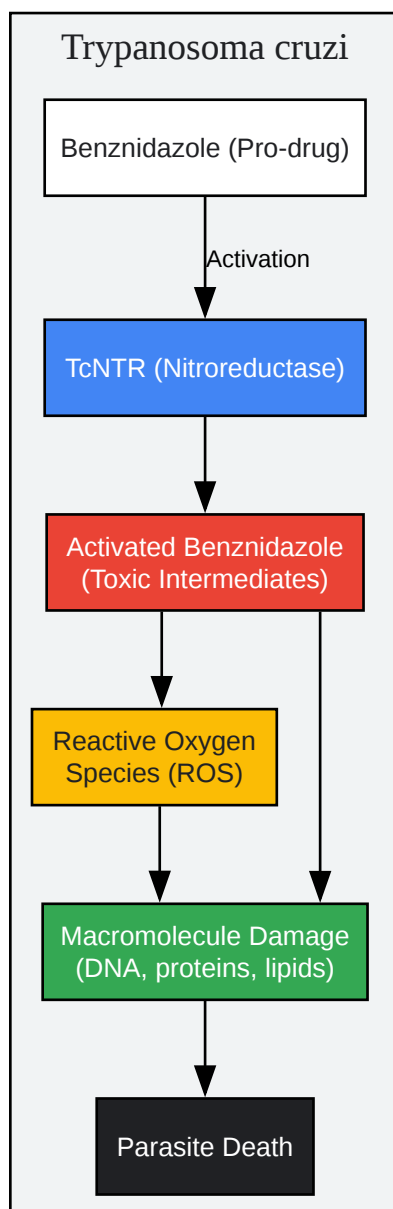 Trypanosoma cruzi
Benznidazole (Pro-drug)
Activation
TcNTR (Nitroreductase)
Activated Benznidazole
(Toxic Intermediates)
Reactive Oxygen
Species (ROS)
Macromolecule Damage
(DNA, proteins, lipids)
Parasite Death